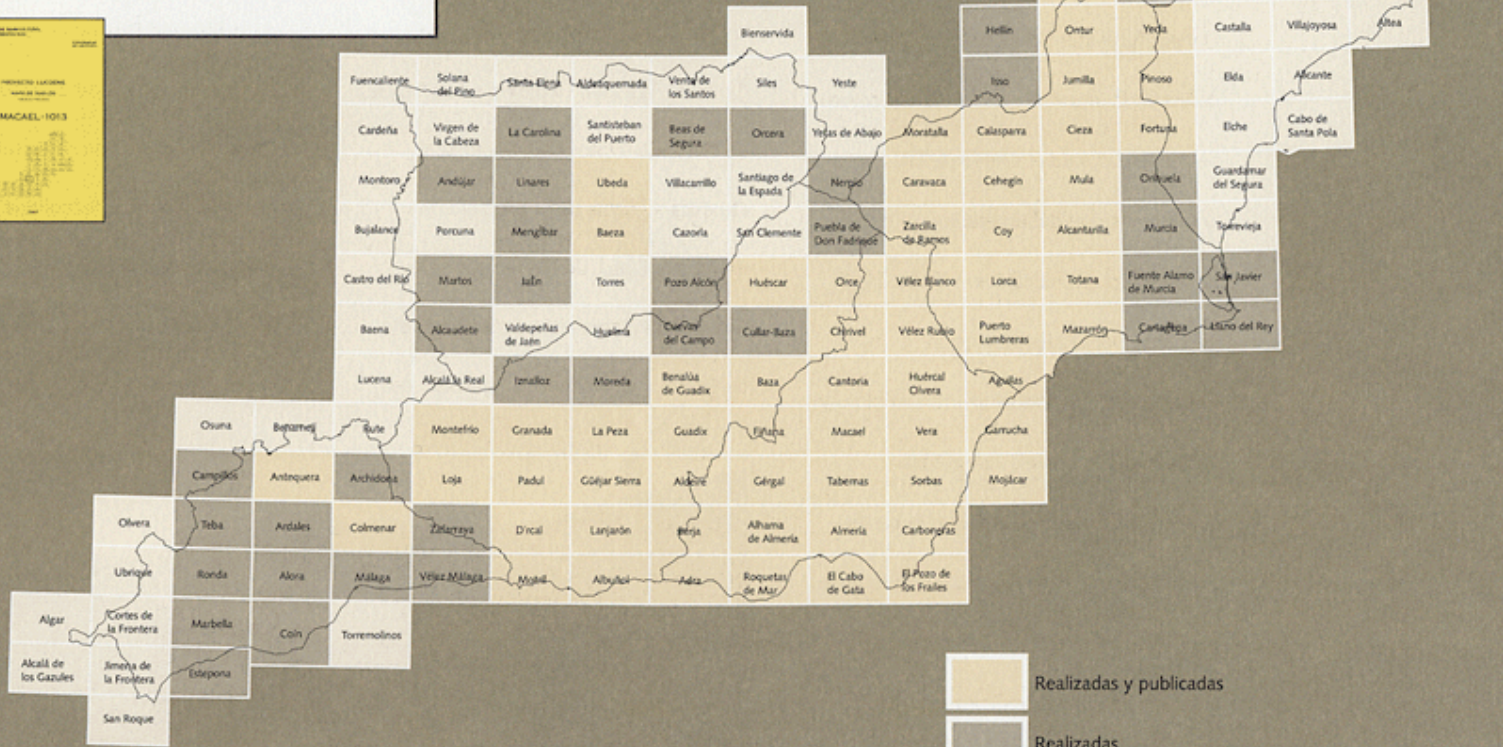 PROYECTO LUCDEME
MACAEL-1013
Bienservida
Hellín
Ontur
Yecla
Castalla
Villajoyosa
Altea
Fuencaliente
Solana
del Pino
Santa Elena
Aldeaquemada
Venta de
los Santos
Siles
Yeste
Isso
Jumilla
Pinoso
Elda
Alicante
Cardeña
Virgen de
la Cabeza
La Carolina
Santisteban
del Puerto
Beas de
Segura
Orcera
Yetas de Abajo
Moratalla
Calasparra
Cieza
Fortuna
Elche
Cabo de
Santa Pola
Montoro
Andújar
Linares
Ubeda
Villacarrillo
Santiago de
la Espada
Nerpio
Caravaca
Cehegín
Mula
Orihuela
Guardamar
del Segura
Bujalance
Porcuna
Mengíbar
Baeza
Cazorla
San Clemente
Puebla de
Don Fadrique
Zarcilla
de Ramos
Coy
Alcantarilla
Murcia
Torrevieja
Castro del Río
Martos
Jaén
Torres
Pozo Alcón
Huéscar
Orce
Vélez Blanco
Lorca
Totana
Fuente Alamo
de Murcia
San Javier
Baena
Alcaudete
Valdepeñas
de Jaén
Huelma
Cuevas
del Campo
Cullar-Baza
Chirivel
Vélez Rubio
Puerto
Lumbreras
Mazarrón
Cartagena
Llano del Rey
Lucena
Alcalá la Real
Iznalloz
Moreda
Benalúa
de Guadix
Baza
Cantoria
Huércal
Olvera
Aguilas
Osuna
Benamejí
Rute
Montefrío
Granada
La Peza
Guadix
Fiñana
Macael
Vera
Garrucha
Campillos
Antequera
Archidona
Loja
Padul
Güéjar Sierra
Aldeire
Gérgal
Tabernas
Sorbas
Mojácar
Olvera
Teba
Ardales
Colmenar
Zafarraya
D'rcal
Lanjarón
Berja
Alhama
de Almería
Almería
Carboneras
Ubrique
Ronda
Alora
Málaga
Vélez Málaga
Motril
Albuñol
Adra
Roquetas
de Mar
El Cabo
de Gata
El Pozo de
los Frailes
Algar
Cortes de
la Frontera
Marbella
Coín
Torremolinos
Alcalá de
los Gazules
Jimena de
la Frontera
Estepona
San Roque
Realizadas y publicadas
Realizadas